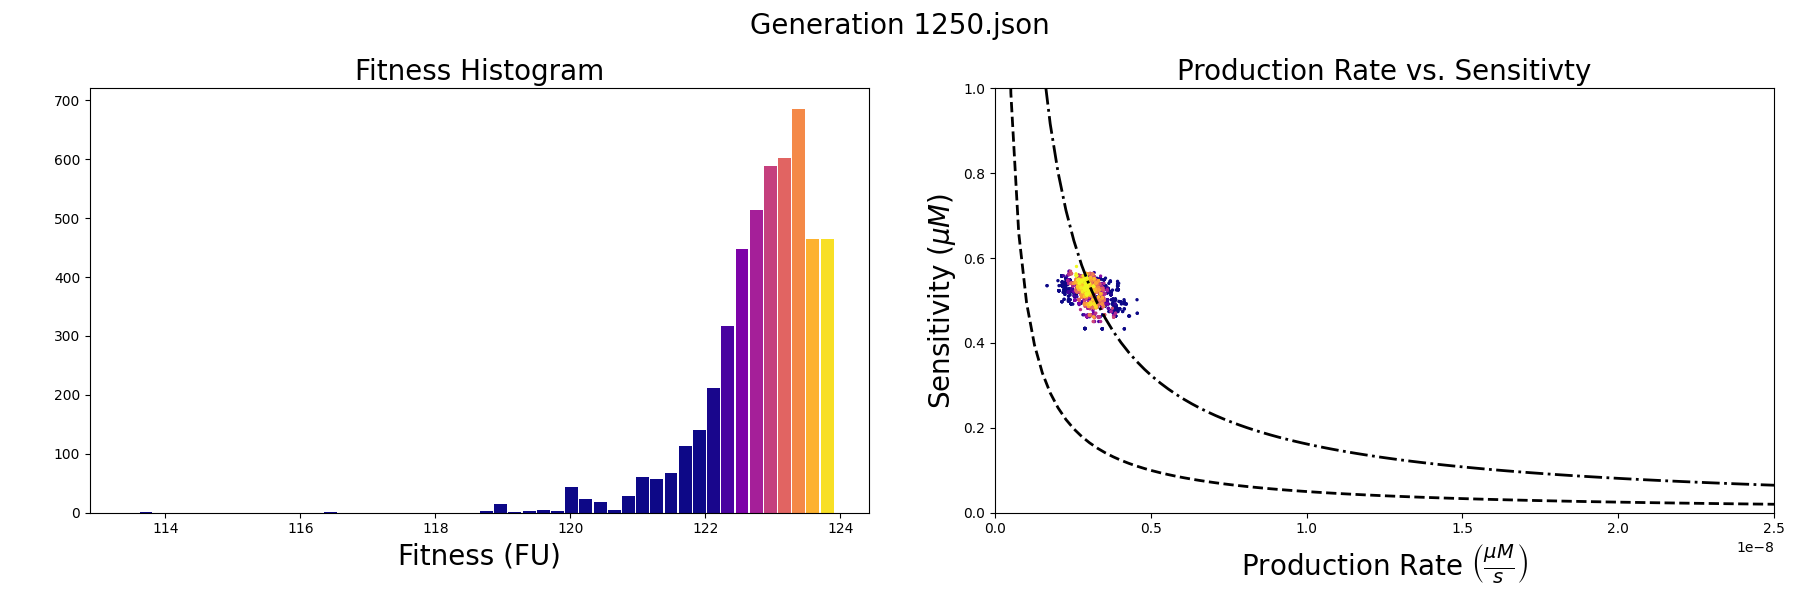 Generation 1250.json
Fitness Histogram
700
600
500
400
300
200
100
0
114 116 118 120 122 124
Fitness (FU)
Production Rate vs. Sensitivty
Sensitivity (μM)
1.0
0.8
0.6
0.4
0.2
0.0
0.0 0.5 1.0 1.5 2.0 2.5
1e−8
Production Rate (μM/s)